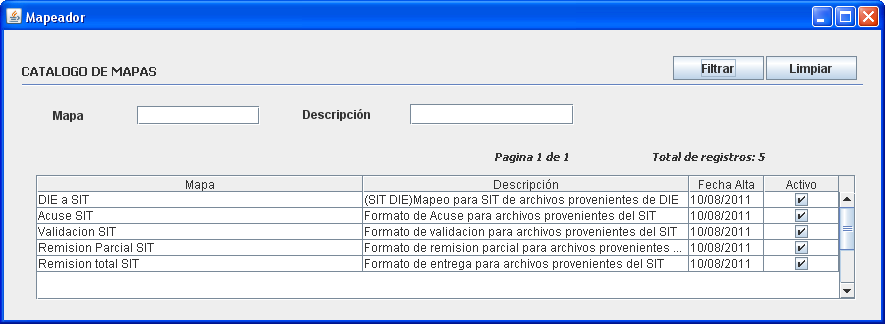 Mapeador
CATALOGO DE MAPAS
Filtrar Limpiar
Mapa Descripción
Pagina 1 de 1 Total de registros: 5
Mapa Descripción Fecha Alta Activo
DIE a SIT (SIT DIE)Mapeo para SIT de archivos provenientes de DIE 10/08/2011
Acuse SIT Formato de Acuse para archivos provenientes del SIT 10/08/2011
Validacion SIT Formato de validacion para archivos provenientes del SIT 10/08/2011
Remision Parcial SIT Formato de remision parcial para archivos provenientes ... 10/08/2011
Remision total SIT Formato de entrega para archivos provenientes del SIT 10/08/2011